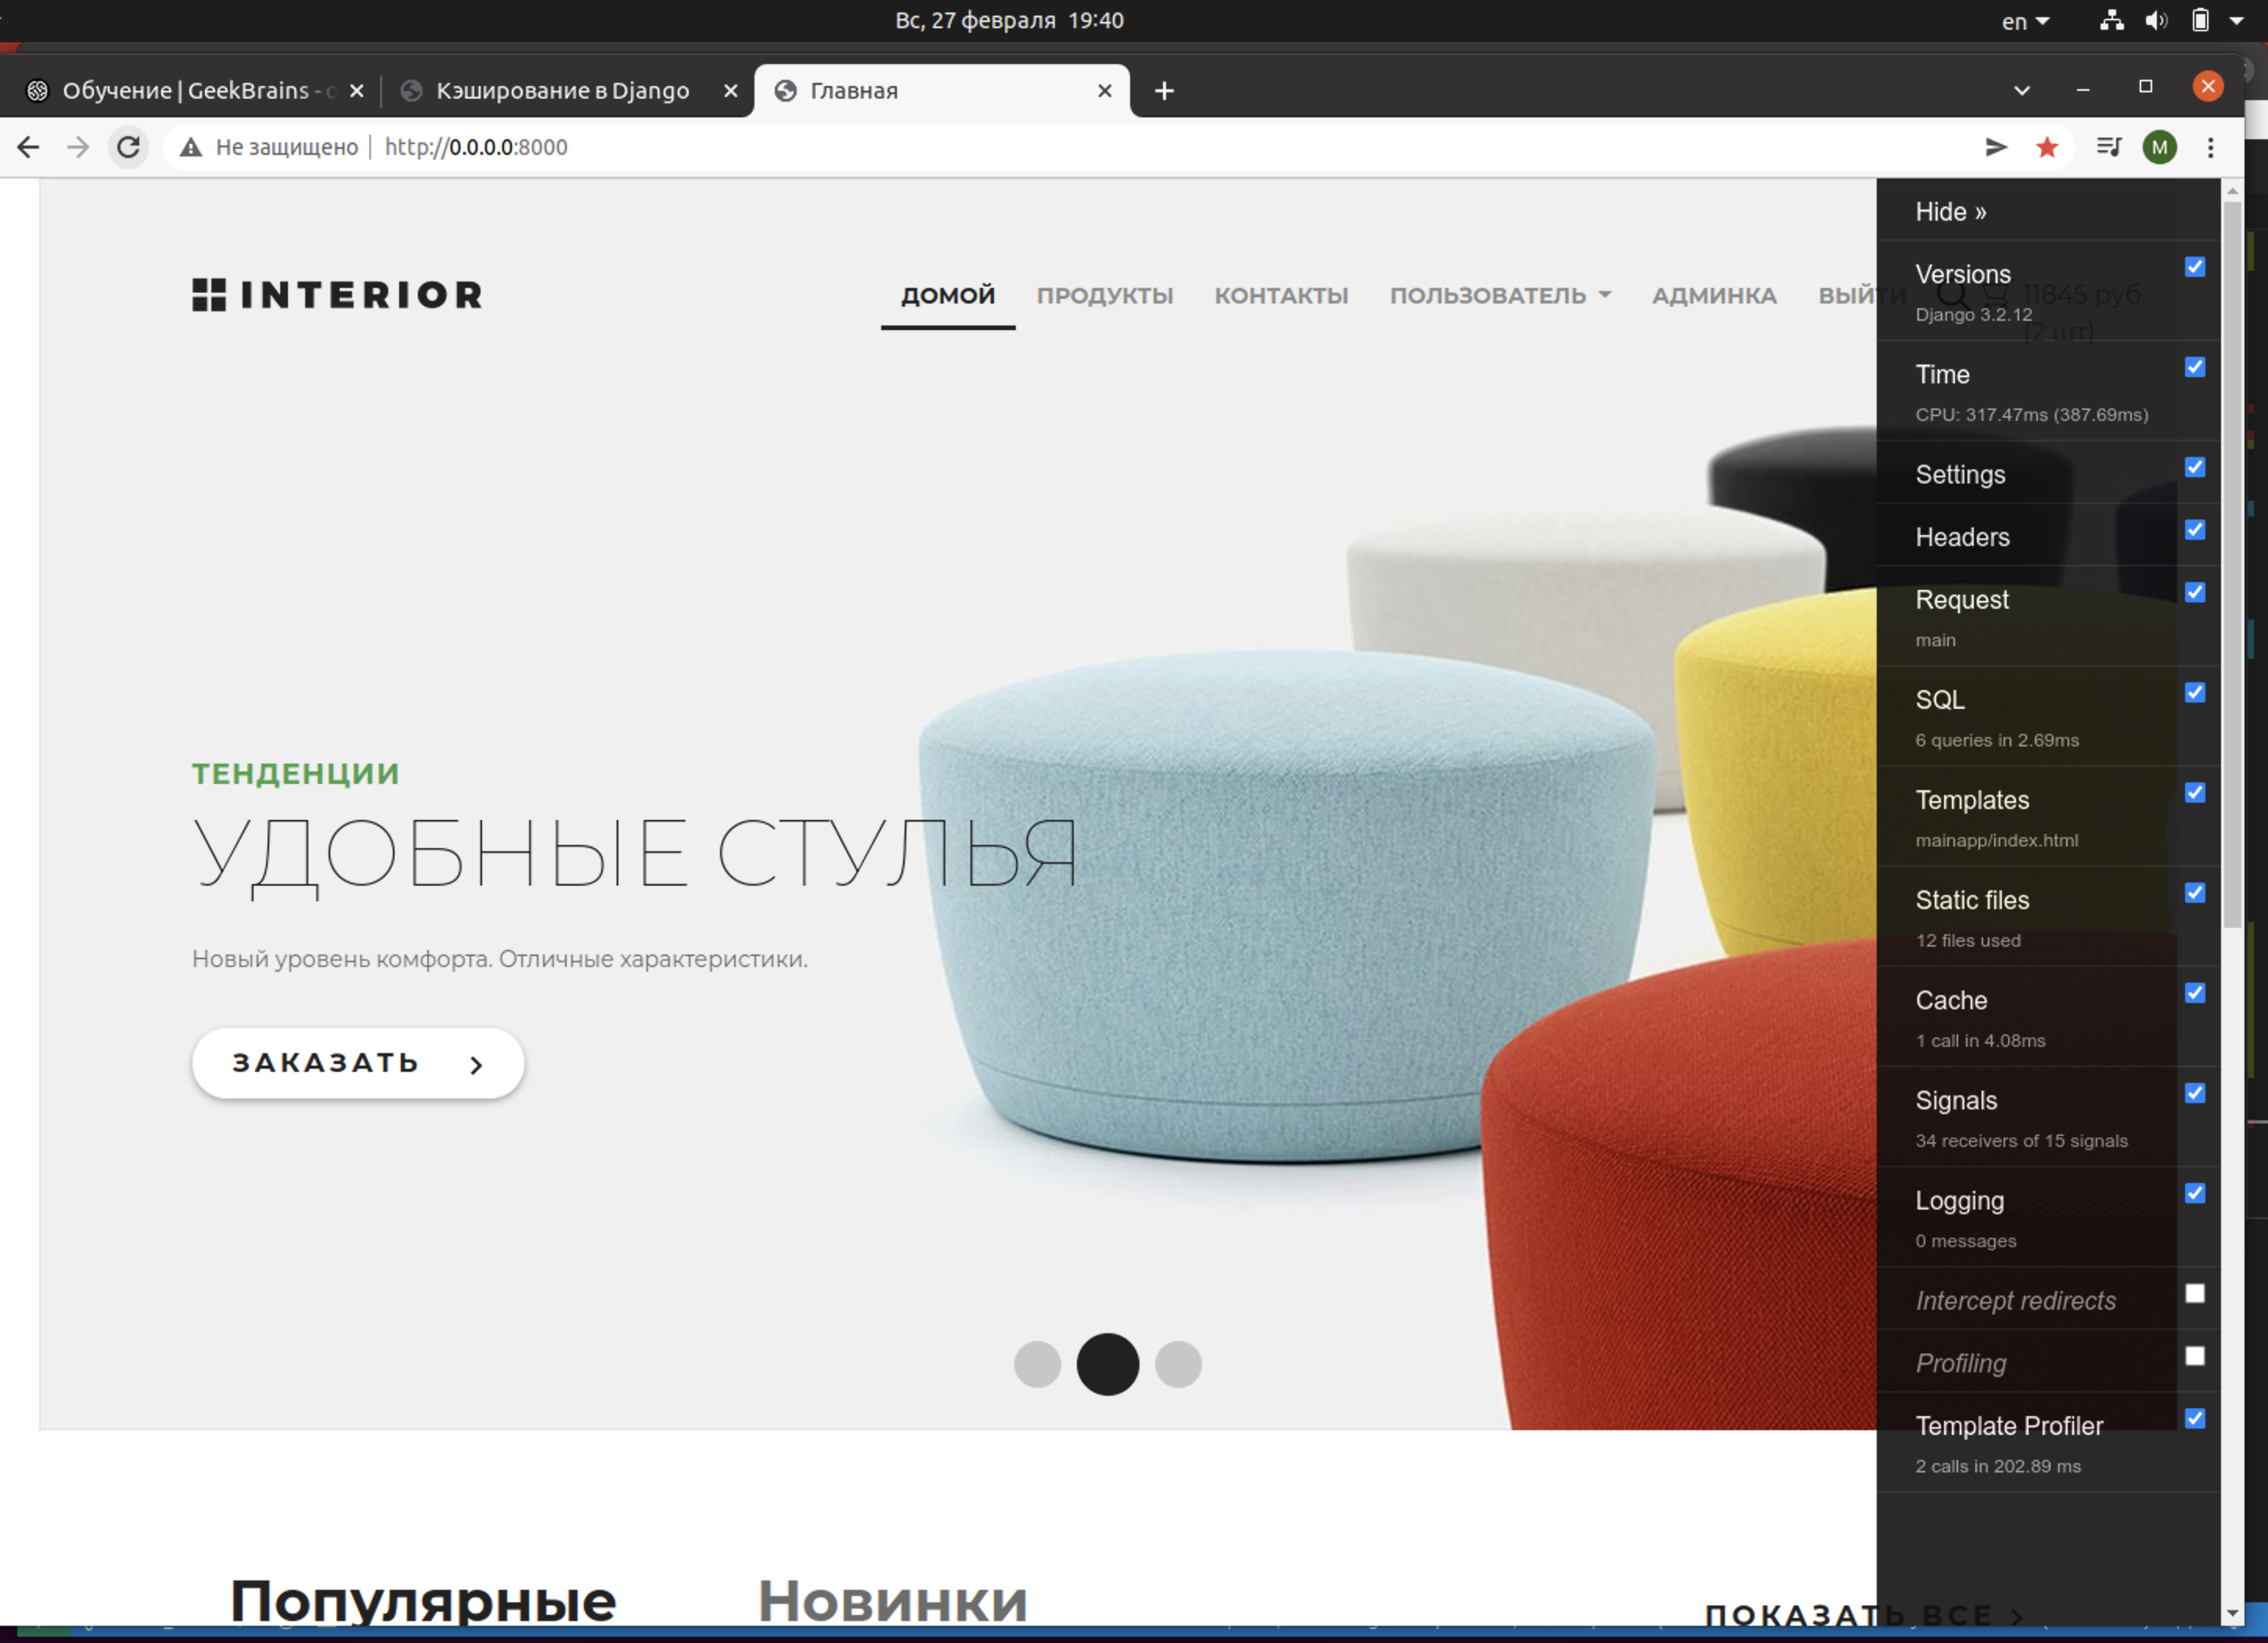 Вс, 27 февраля 19:40
en
Обучение | GeekBrains -
Кэширование в Django
Главная
Не защищено | http://0.0.0.0:8000
M
INTERIOR
ДОМОЙ
ПРОДУКТЫ
КОНТАКТЫ
ПОЛЬЗОВАТЕЛЬ
АДМИНКА
ВЫЙТИ
11845 руб
(2 шт)
ТЕНДЕНЦИИ
УДОБНЫЕ СТУЛЬЯ
Новый уровень комфорта. Отличные характеристики.
ЗАКАЗАТЬ
Популярные
Новинки
ПОКАЗАТЬ ВСЕ
Hide »
Versions
Django 3.2.12
Time
CPU: 317.47ms (387.69ms)
Settings
Headers
Request
main
SQL
6 queries in 2.69ms
Templates
mainapp/index.html
Static files
12 files used
Cache
1 call in 4.08ms
Signals
34 receivers of 15 signals
Logging
0 messages
Intercept redirects
Profiling
Template Profiler
2 calls in 202.89 ms